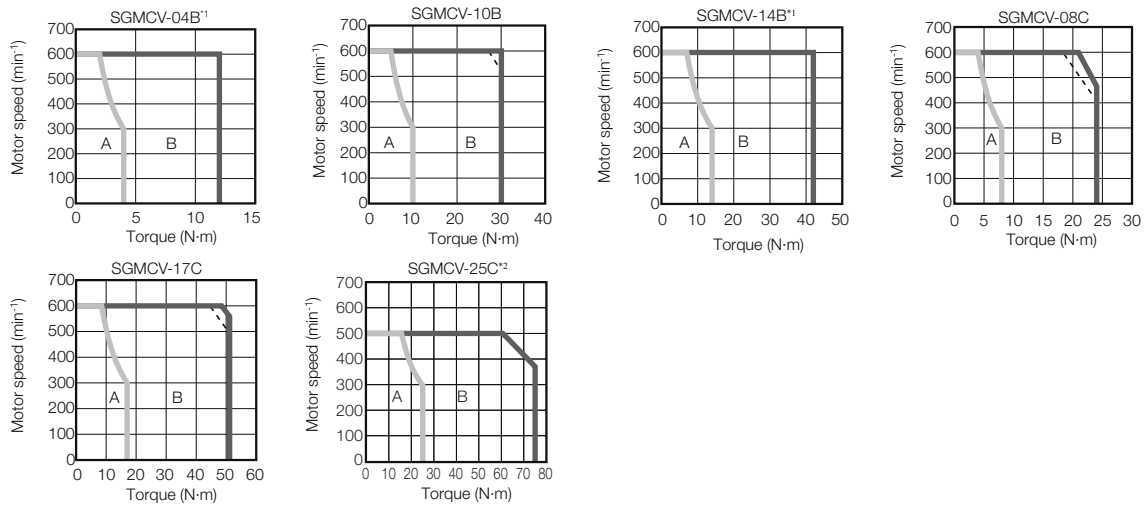 SGMCV-04B*1
Motor speed (min-1)
700
600
500
400
300
200
100
0
A
B
0 5 10 15
Torque (N·m)
SGMCV-10B
Motor speed (min-1)
700
600
500
400
300
200
100
0
A
B
0 10 20 30 40
Torque (N·m)
SGMCV-14B*1
Motor speed (min-1)
700
600
500
400
300
200
100
0
A
B
0 10 20 30 40 50
Torque (N·m)
SGMCV-08C
Motor speed (min-1)
700
600
500
400
300
200
100
0
A
B
0 5 10 15 20 25 30
Torque (N·m)
SGMCV-17C
Motor speed (min-1)
700
600
500
400
300
200
100
0
A
B
0 10 20 30 40 50 60
Torque (N·m)
SGMCV-25C*2
Motor speed (min-1)
700
600
500
400
300
200
100
0
A
B
0 10 20 30 40 50 60 70 80
Torque (N·m)